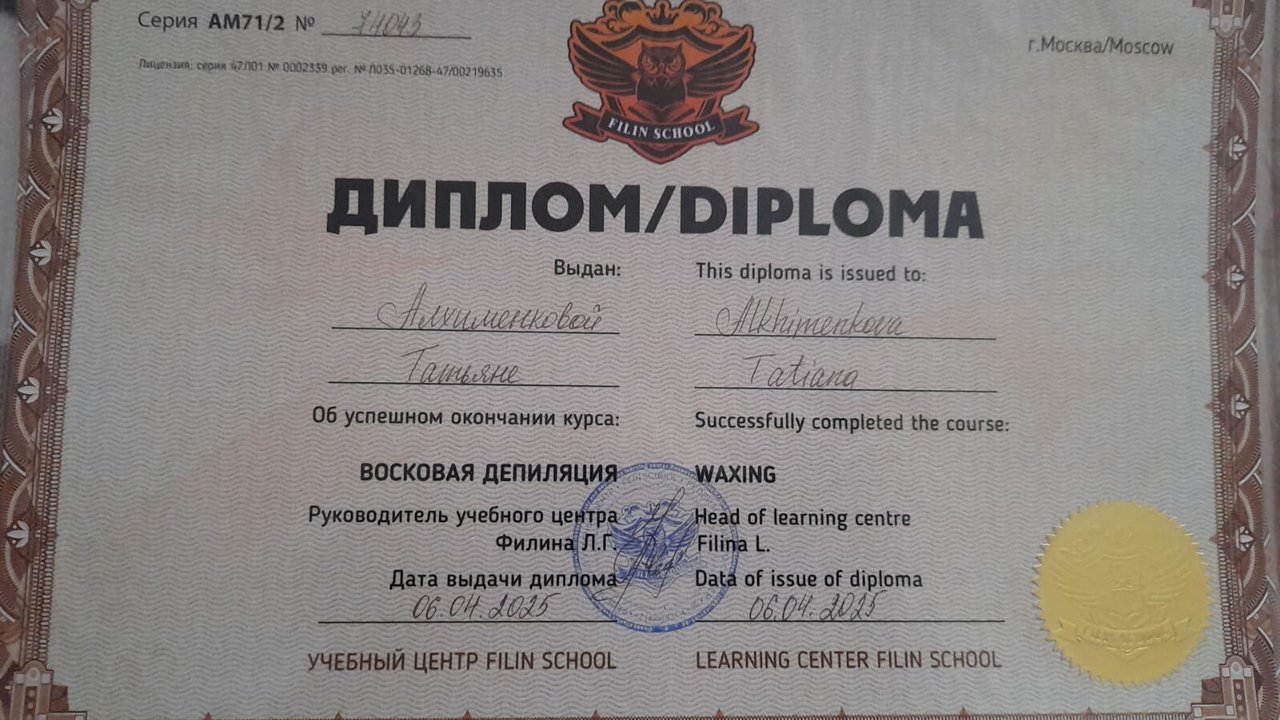 Серия АМ71/2 №
г.Москва/Moscow
Лицензия: серия 47Л01 № 0002339 рег. № Л035-01268-47/00219635
FILIN SCHOOL
ДИПЛОМ/DIPLOMA
Выдан: This diploma is issued to:
Алхименковой Alkhimenkova
Татьяне Tatiana
Об успешном окончании курса: Successfully completed the course:
ВОСКОВАЯ ДЕПИЛЯЦИЯ WAXING
Руководитель учебного центра Head of learning centre
Филина Л.Г. Filina L.
Дата выдачи диплома Data of issue of diploma
06.04.2025 06.04.2025
УЧЕБНЫЙ ЦЕНТР FILIN SCHOOL LEARNING CENTER FILIN SCHOOL